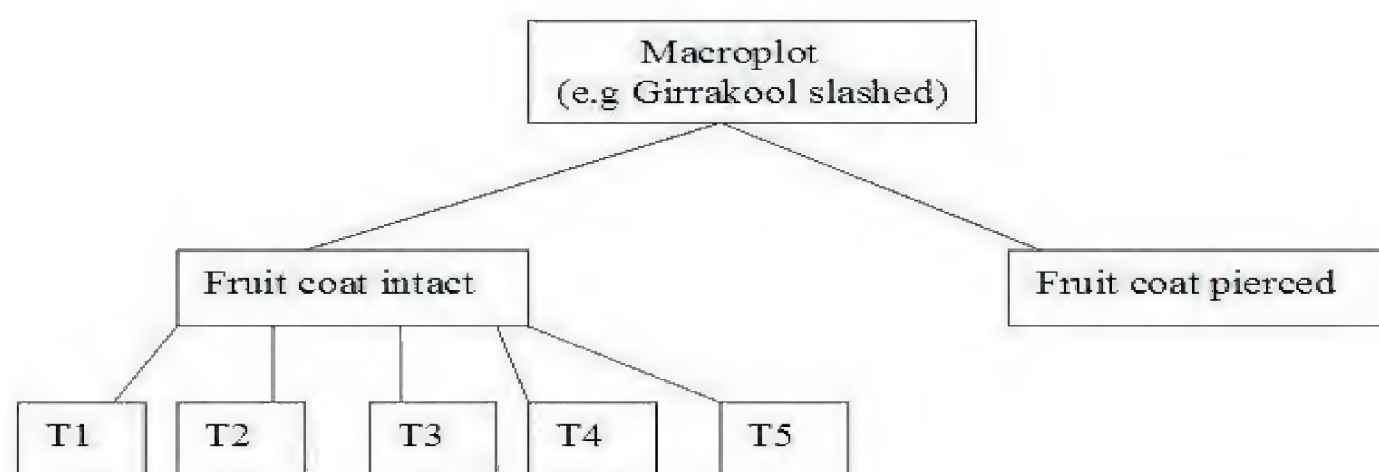 Macroplot
(e.g Girrakool slashed)
Fruit coat intact
Fruit coat pierced
T1
T2
T3
T4
T5